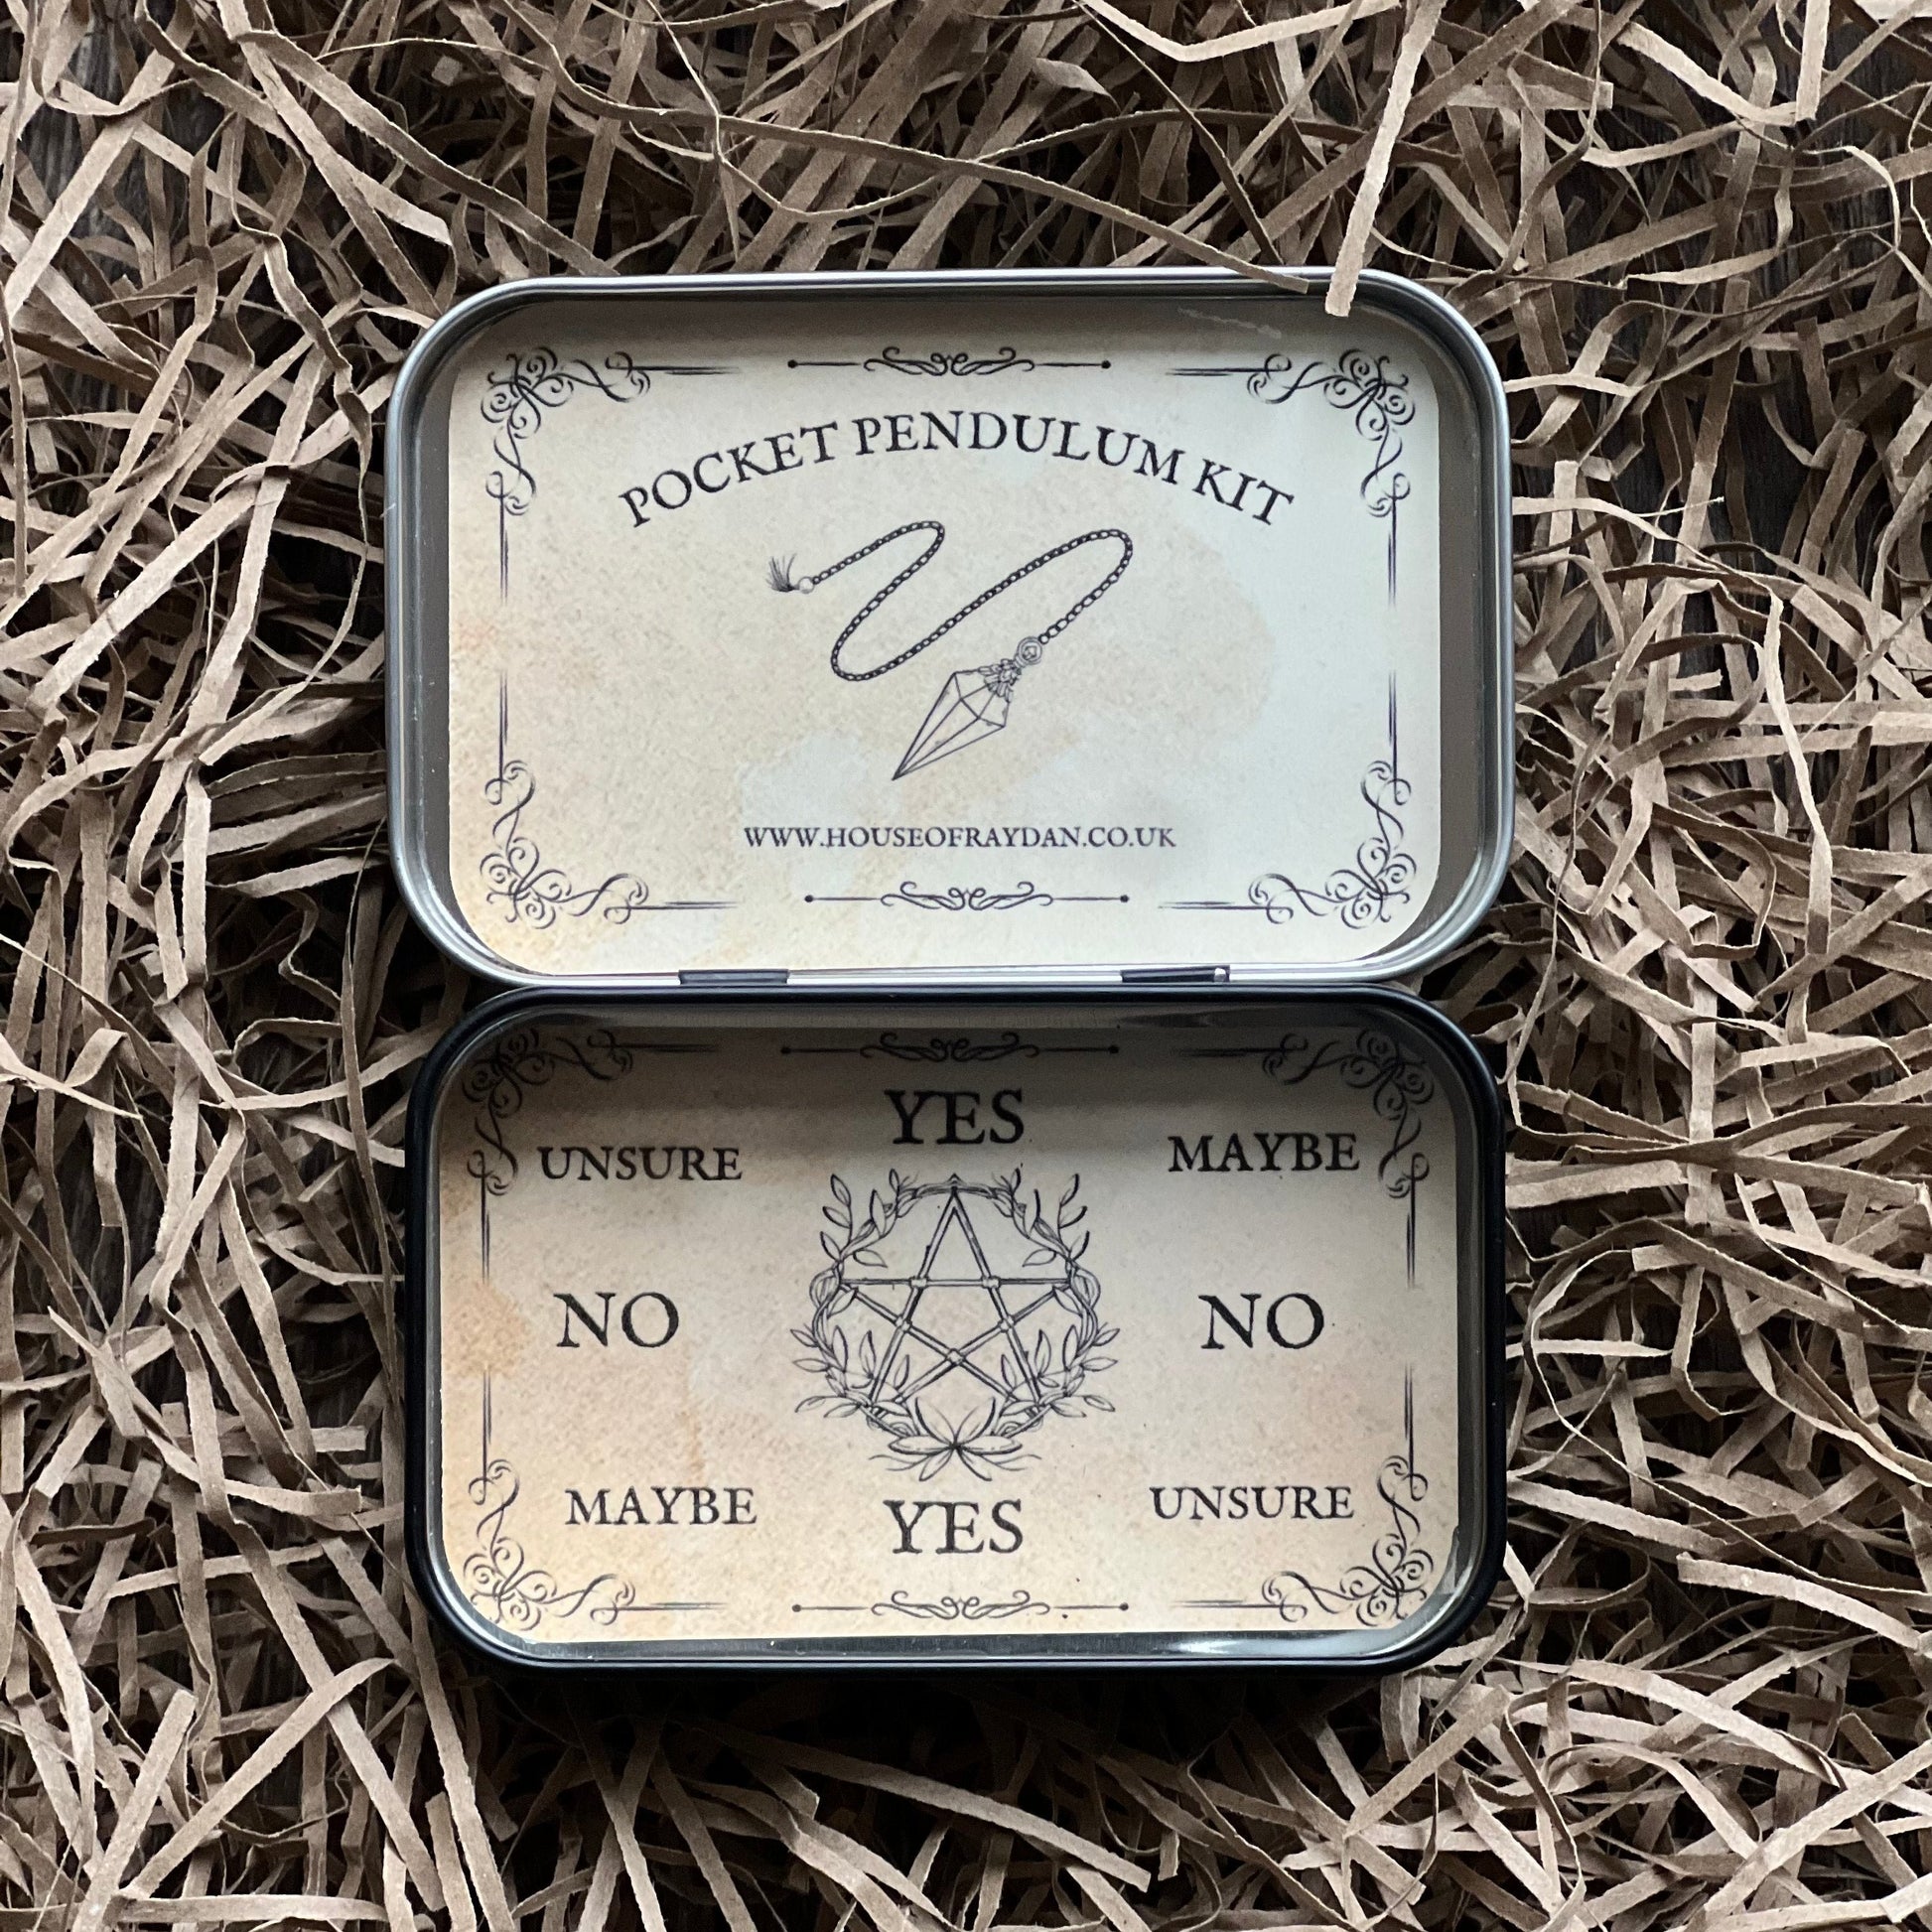 POCKET PENDULUM KIT
WWW.HOUSEOFRAYDAN.CO.UK
YES
UNSURE MAYBE
NO NO
MAYBE UNSURE
YES